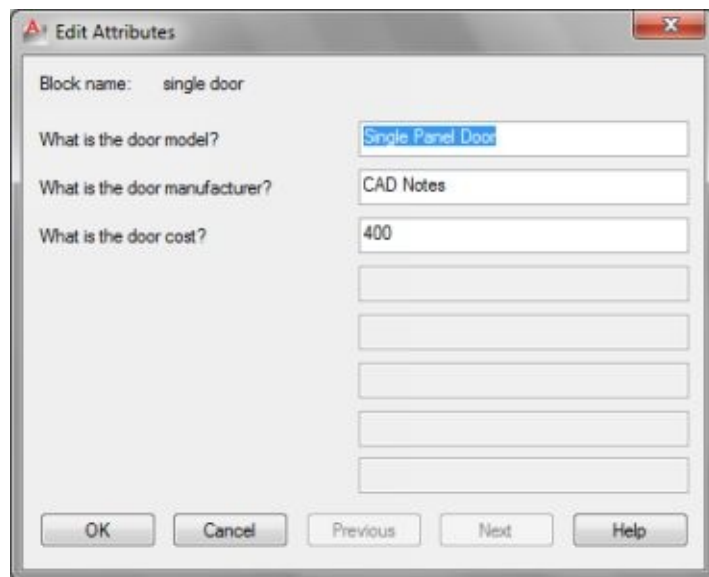 Edit Attributes
Block name: single door
What is the door model? Single Panel Door
What is the door manufacturer? CAD Notes
What is the door cost? 400
OK Cancel Previous Next Help